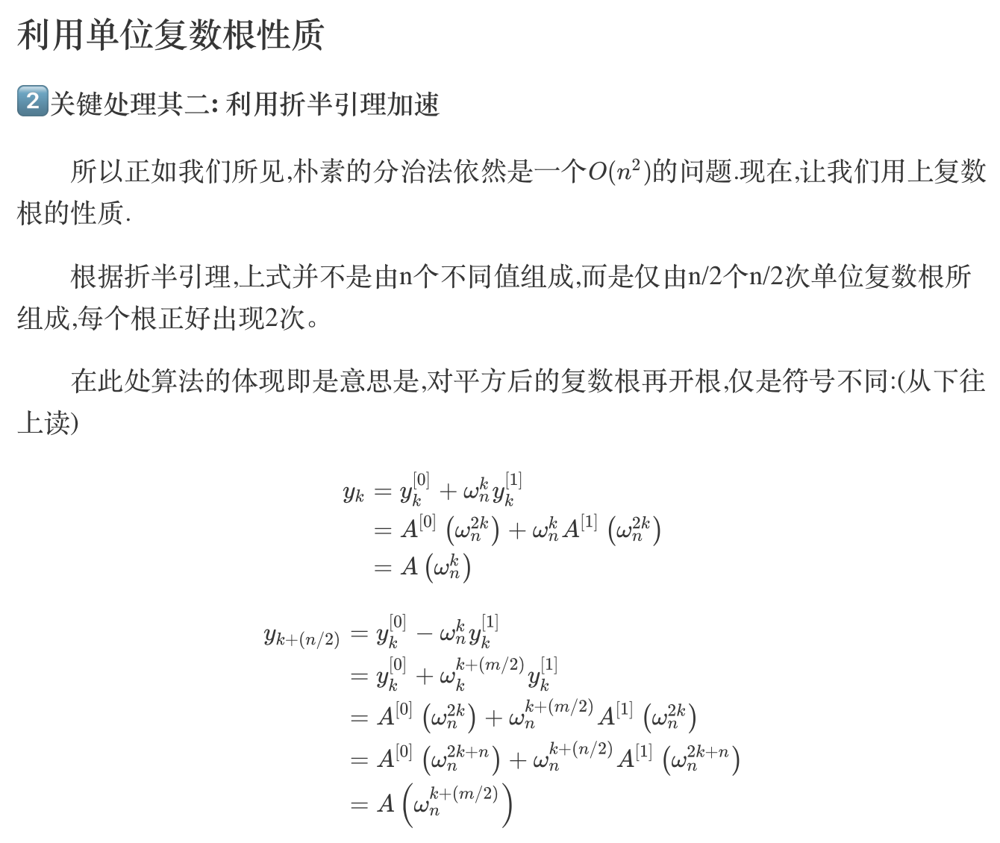 利用单位复数根性质
2关键处理其二: 利用折半引理加速
所以正如我们所见,朴素的分治法依然是一个$O(n^2)$的问题.现在,让我们用上复数
根的性质.
根据折半引理,上式并不是由n个不同值组成,而是仅由n/2个n/2次单位复数根所
组成,每个根正好出现2次。
在此处算法的体现即是意思是,对平方后的复数根再开根,仅是符号不同:(从下往
上读)
$y_k = y_k^{[0]} + \omega_n^k y_k^{[1]}$
$= A^{[0]} \left(\omega_n^{2k}\right) + \omega_n^k A^{[1]} \left(\omega_n^{2k}\right)$
$= A \left(\omega_n^k\right)$
$y_{k+(n/2)} = y_k^{[0]} - \omega_n^k y_k^{[1]}$
$= y_k^{[0]} + \omega_k^{k+(m/2)} y_k^{[1]}$
$= A^{[0]} \left(\omega_n^{2k}\right) + \omega_n^{k+(m/2)} A^{[1]} \left(\omega_n^{2k}\right)$
$= A^{[0]} \left(\omega_n^{2k+n}\right) + \omega_n^{k+(n/2)} A^{[1]} \left(\omega_n^{2k+n}\right)$
$= A \left(\omega_n^{k+(m/2)}\right)$